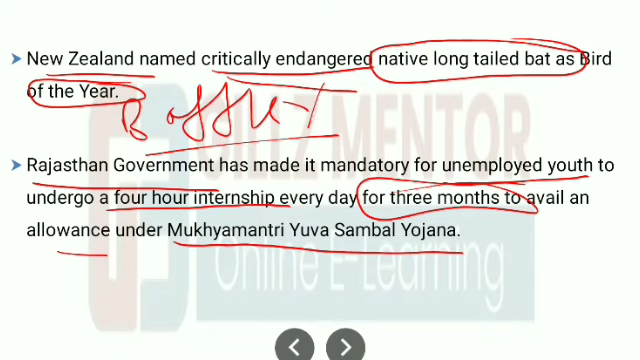 ➤ New Zealand named critically endangered native long tailed bat as Bird
of the Year.
➤ Rajasthan Government has made it mandatory for unemployed youth to
undergo a four hour internship every day for three months to avail an
allowance under Mukhyamantri Yuva Sambal Yojana.
MENTOR
Online E-Learning